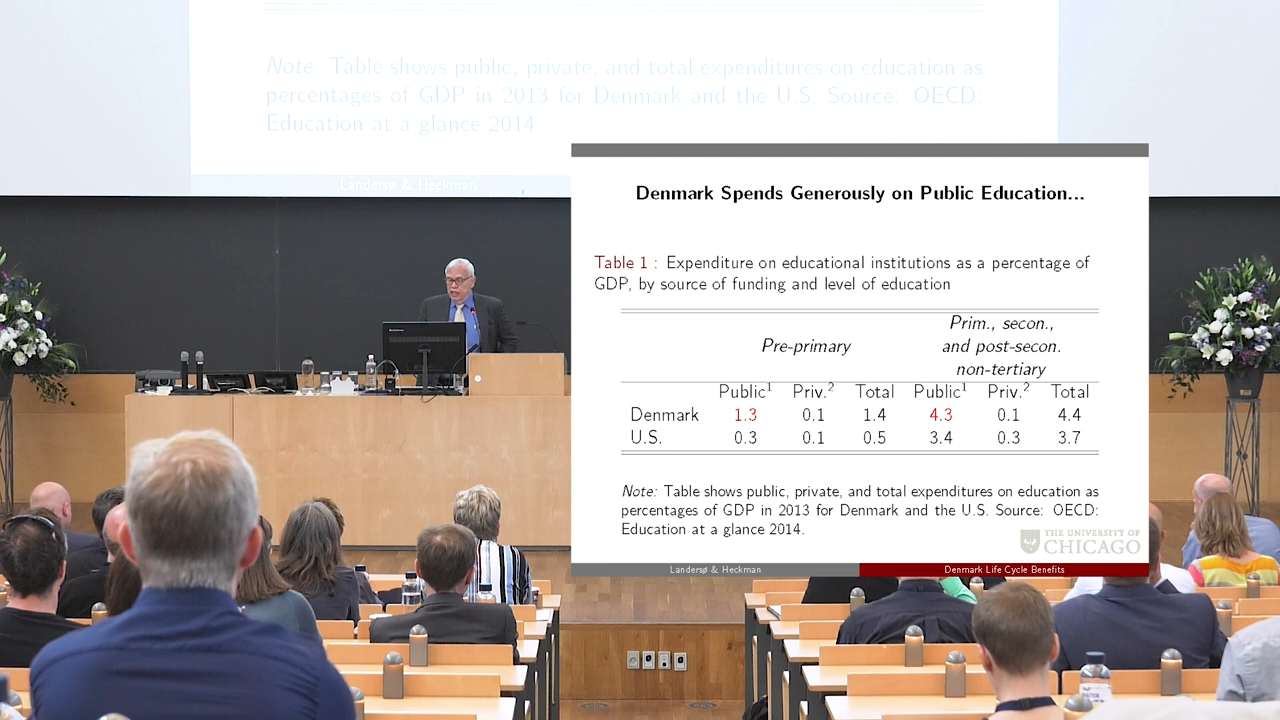 Note: Table shows public, private, and total expenditures on education as
percentages of GDP in 2013 for Denmark and the U.S. Source: OECD:
Education at a glance 2014
Landersø & Heckman
Denmark Spends Generously on Public Education...
Table 1 : Expenditure on educational institutions as a percentage of
GDP, by source of funding and level of education
Prim., secon.,
Pre-primary and post-secon.
non-tertiary
Public¹ Priv.² Total Public¹ Priv.² Total
Denmark 1.3 0.1 1.4 4.3 0.1 4.4
U.S. 0.3 0.1 0.5 3.4 0.3 3.7
Note: Table shows public, private, and total expenditures on education as
percentages of GDP in 2013 for Denmark and the U.S. Source: OECD:
Education at a glance 2014.
THE UNIVERSITY OF
CHICAGO
Landersø & Heckman Denmark Life Cycle Benefits